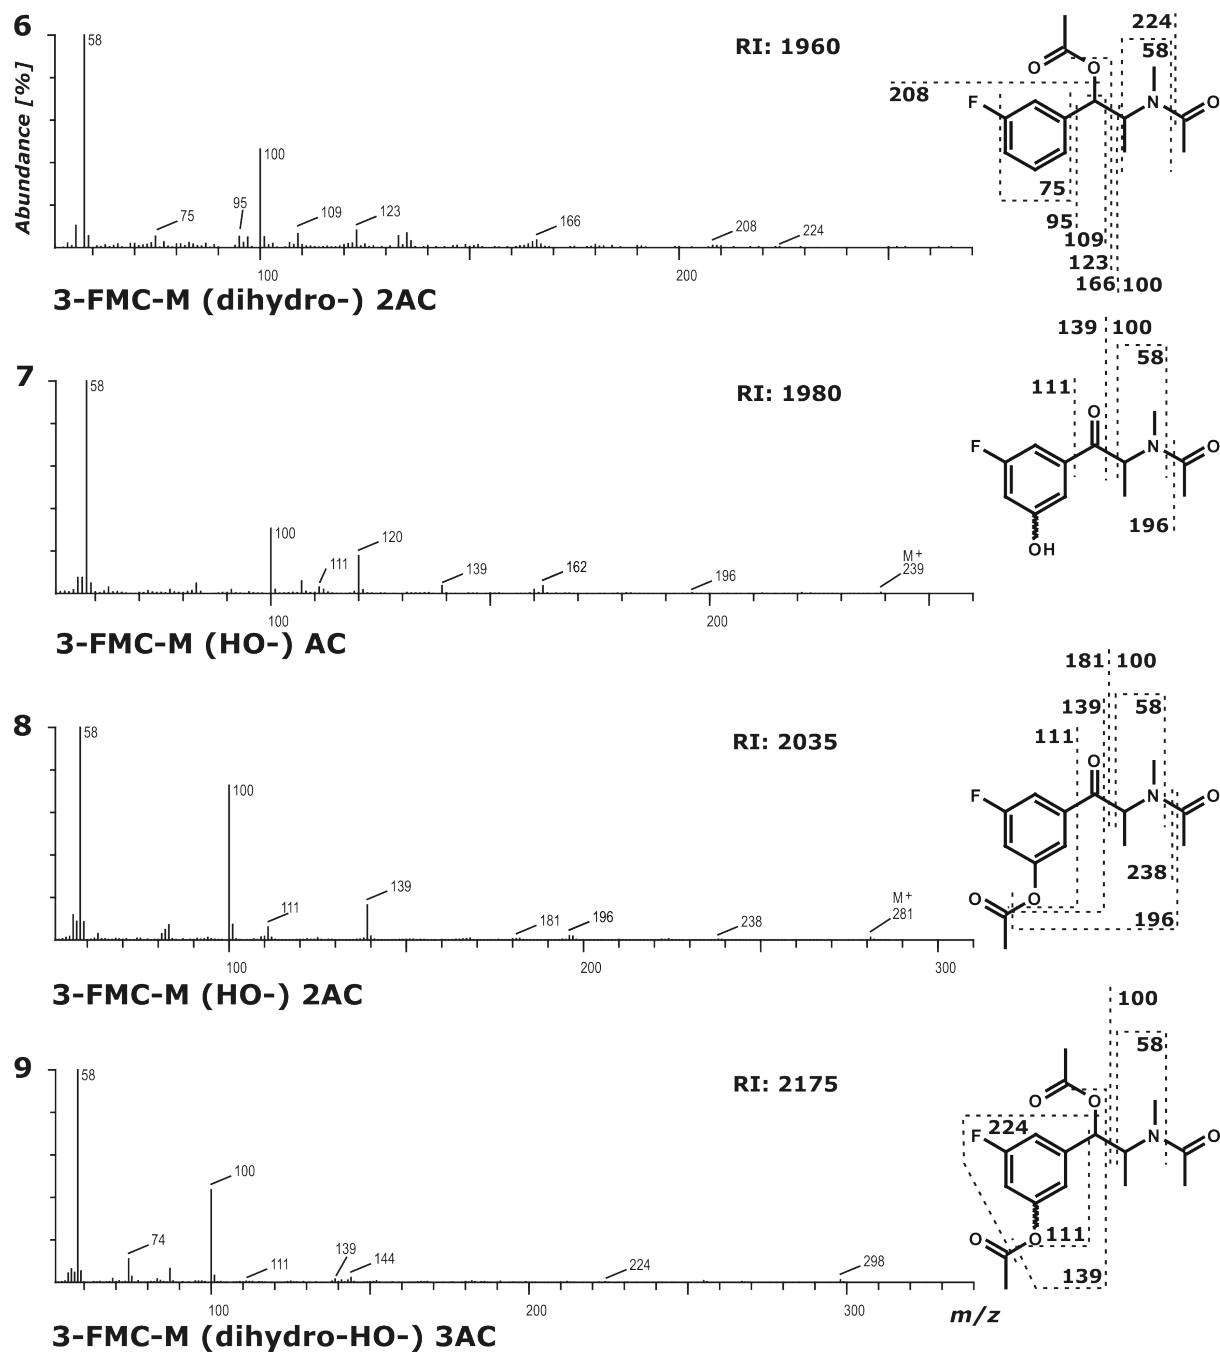 6
Abundance [%]
RI: 1960
58
100
75
95
109
123
166
208
224
100
200
3-FMC-M (dihydro-) 2AC
224
58
O
O
208
F
N
O
75
95
109
123
166
100
7
RI: 1980
58
100
111
120
139
162
196
M+
239
100
200
3-FMC-M (HO-) AC
139
100
58
111
O
F
N
O
196
OH
8
RI: 2035
58
100
111
139
181
196
238
M+
281
100
200
300
3-FMC-M (HO-) 2AC
181
100
139
58
111
O
F
N
O
238
O
O
196
9
RI: 2175
58
74
100
111
139
144
224
298
100
200
300
m/z
3-FMC-M (dihydro-HO-) 3AC
100
58
O
O
F
224
N
O
O
O
111
139